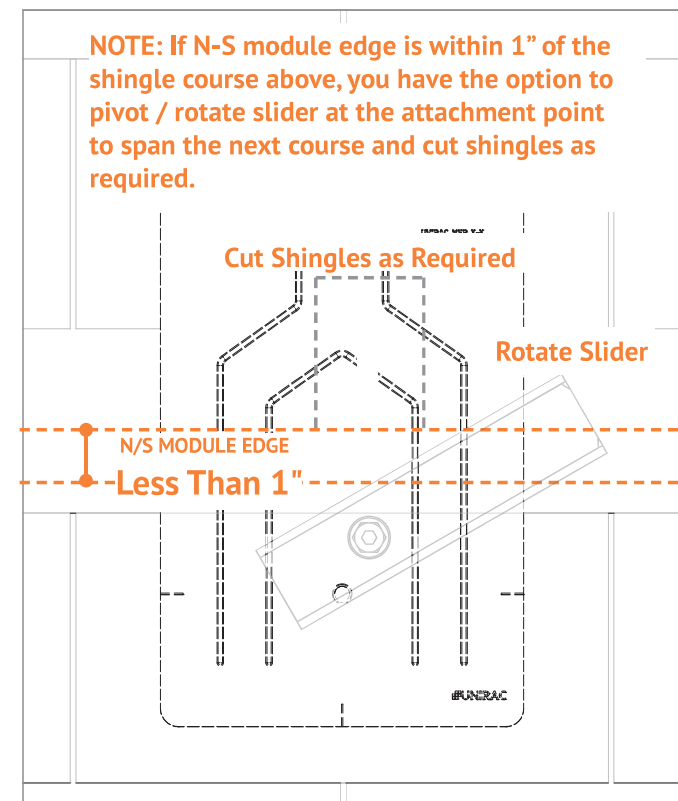 NOTE: If N-S module edge is within 1” of the
shingle course above, you have the option to
pivot / rotate slider at the attachment point
to span the next course and cut shingles as
required.
Cut Shingles as Required
Rotate Slider
N/S MODULE EDGE
Less Than 1"
UNIRAC